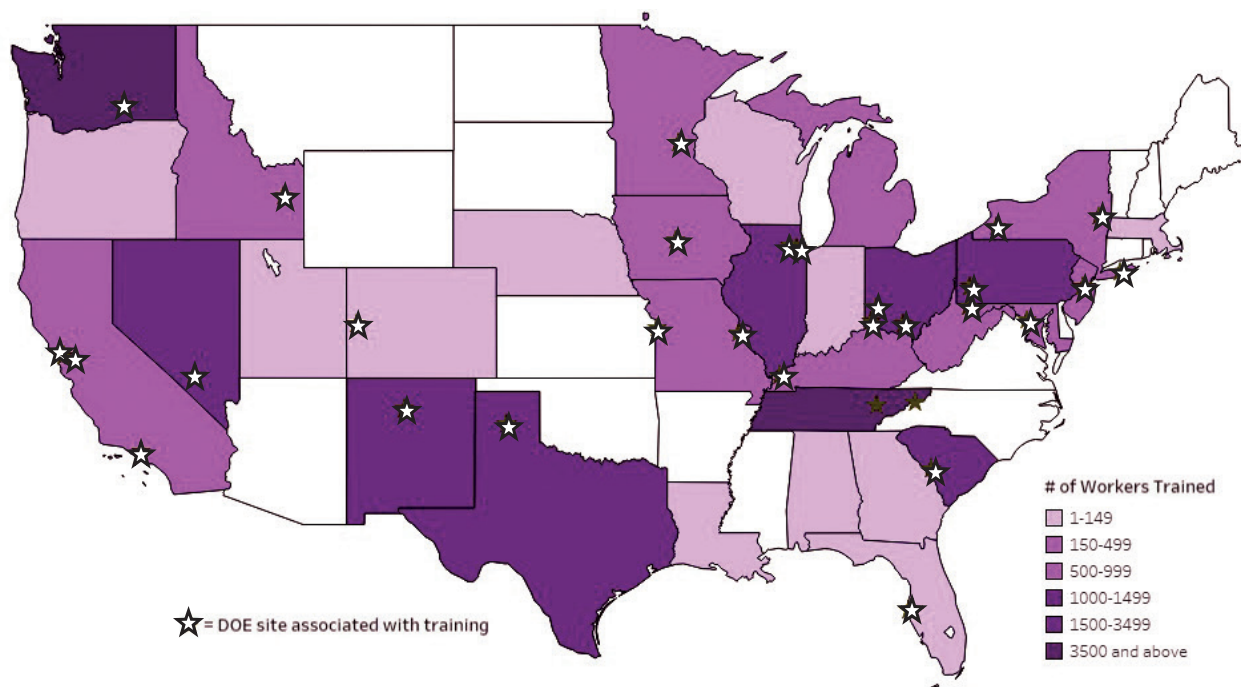 # of Workers Trained
1-149
150-499
500-999
1000-1499
1500-3499
3500 and above
= DOE site associated with training